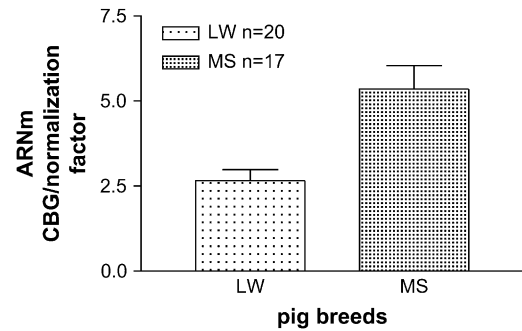 7.5
LW n=20
MS n=17
5.0
2.5
0.0
ARNm
CBG/normalization
factor
LW
MS
pig breeds